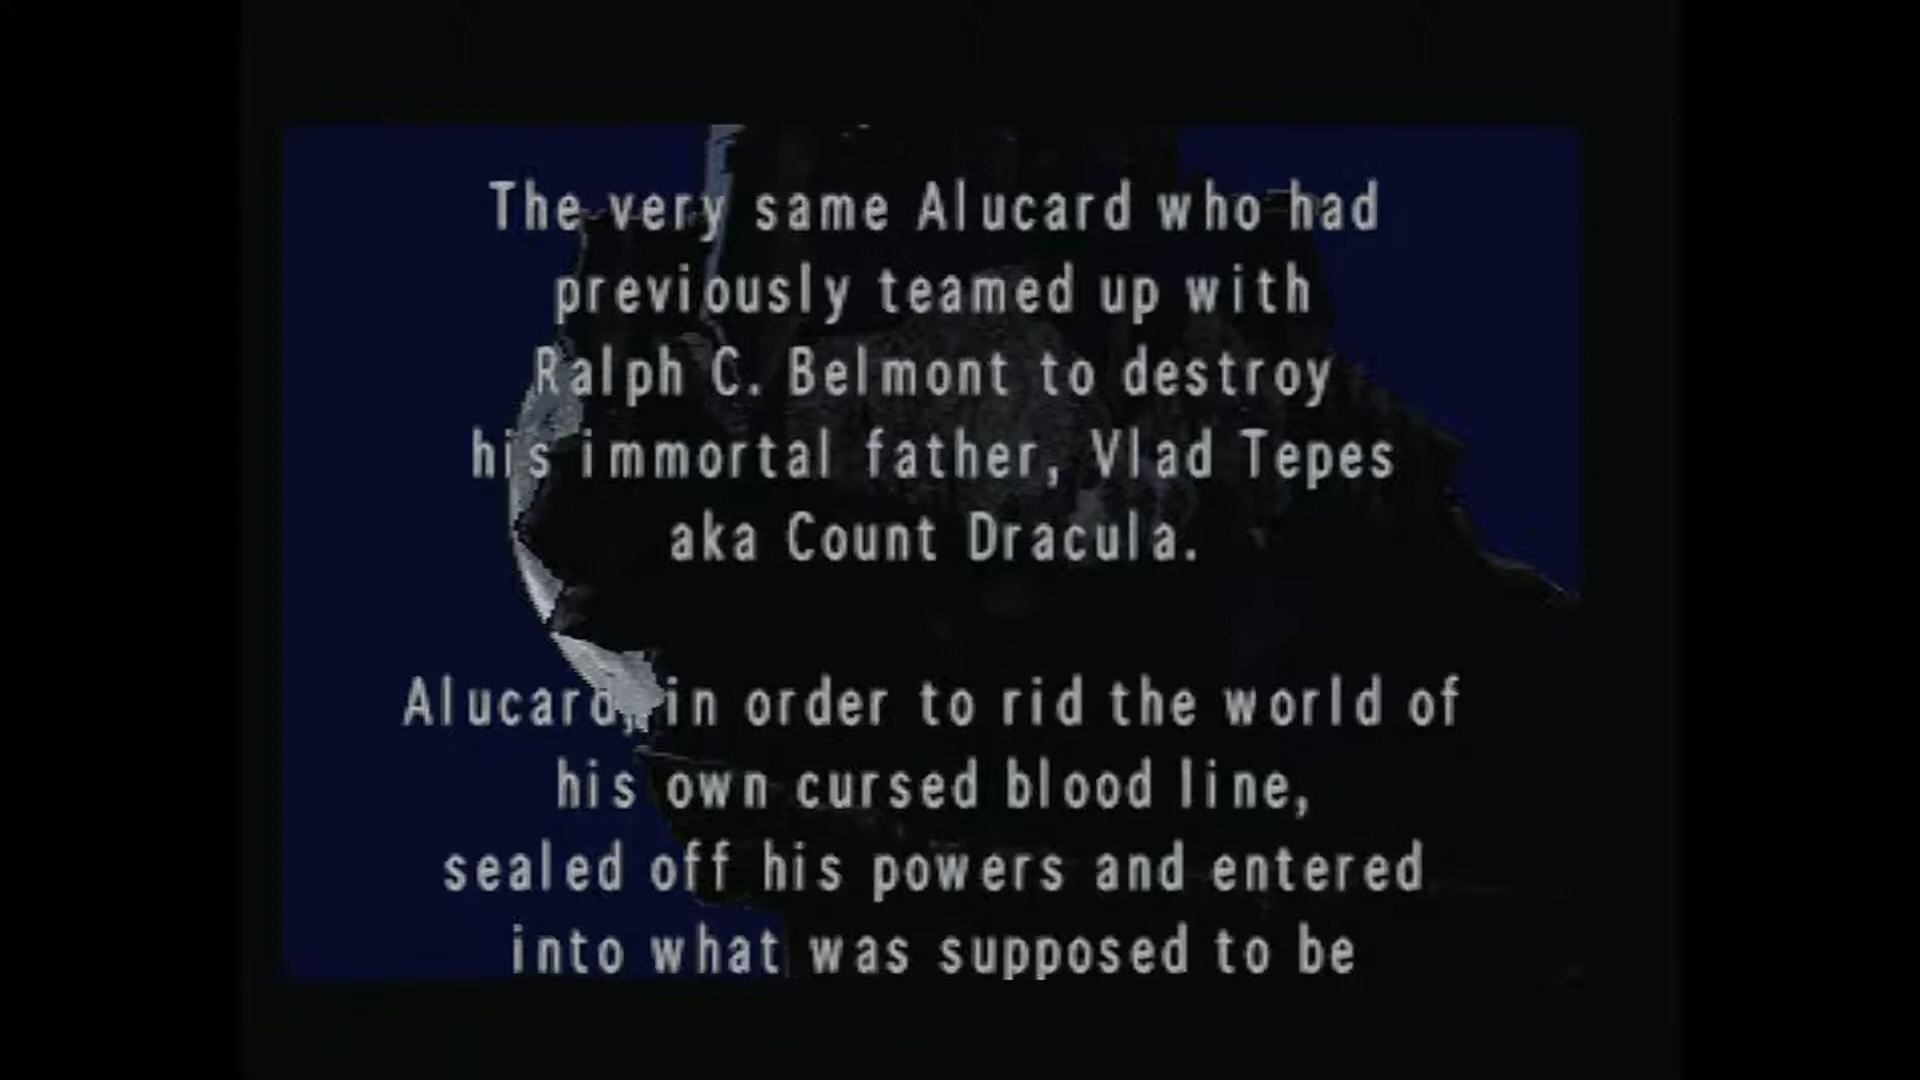 The very same Alucard who had
previously teamed up with
Ralph C. Belmont to destroy
his immortal father, Vlad Tepes
aka Count Dracula.
Alucard, in order to rid the world of
his own cursed blood line,
sealed off his powers and entered
into what was supposed to be